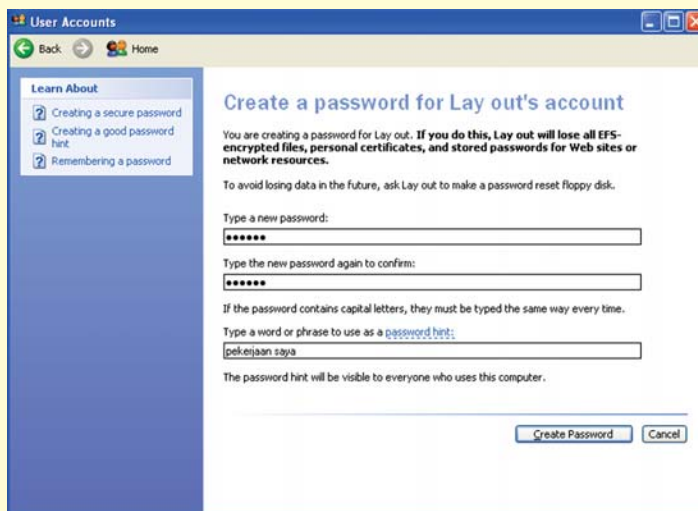 User Accounts
Back Home
Learn About
Creating a secure password
Creating a good password
hint
Remembering a password
Create a password for Lay out's account
You are creating a password for Lay out. If you do this, Lay out will lose all EFS-
encrypted files, personal certificates, and stored passwords for Web sites or
network resources.
To avoid losing data in the future, ask Lay out to make a password reset floppy disk.
Type a new password:
●●●●●●
Type the new password again to confirm:
●●●●●●
If the password contains capital letters, they must be typed the same way every time.
Type a word or phrase to use as a password hint:
pekerjaan saya
The password hint will be visible to everyone who uses this computer.
Create Password Cancel